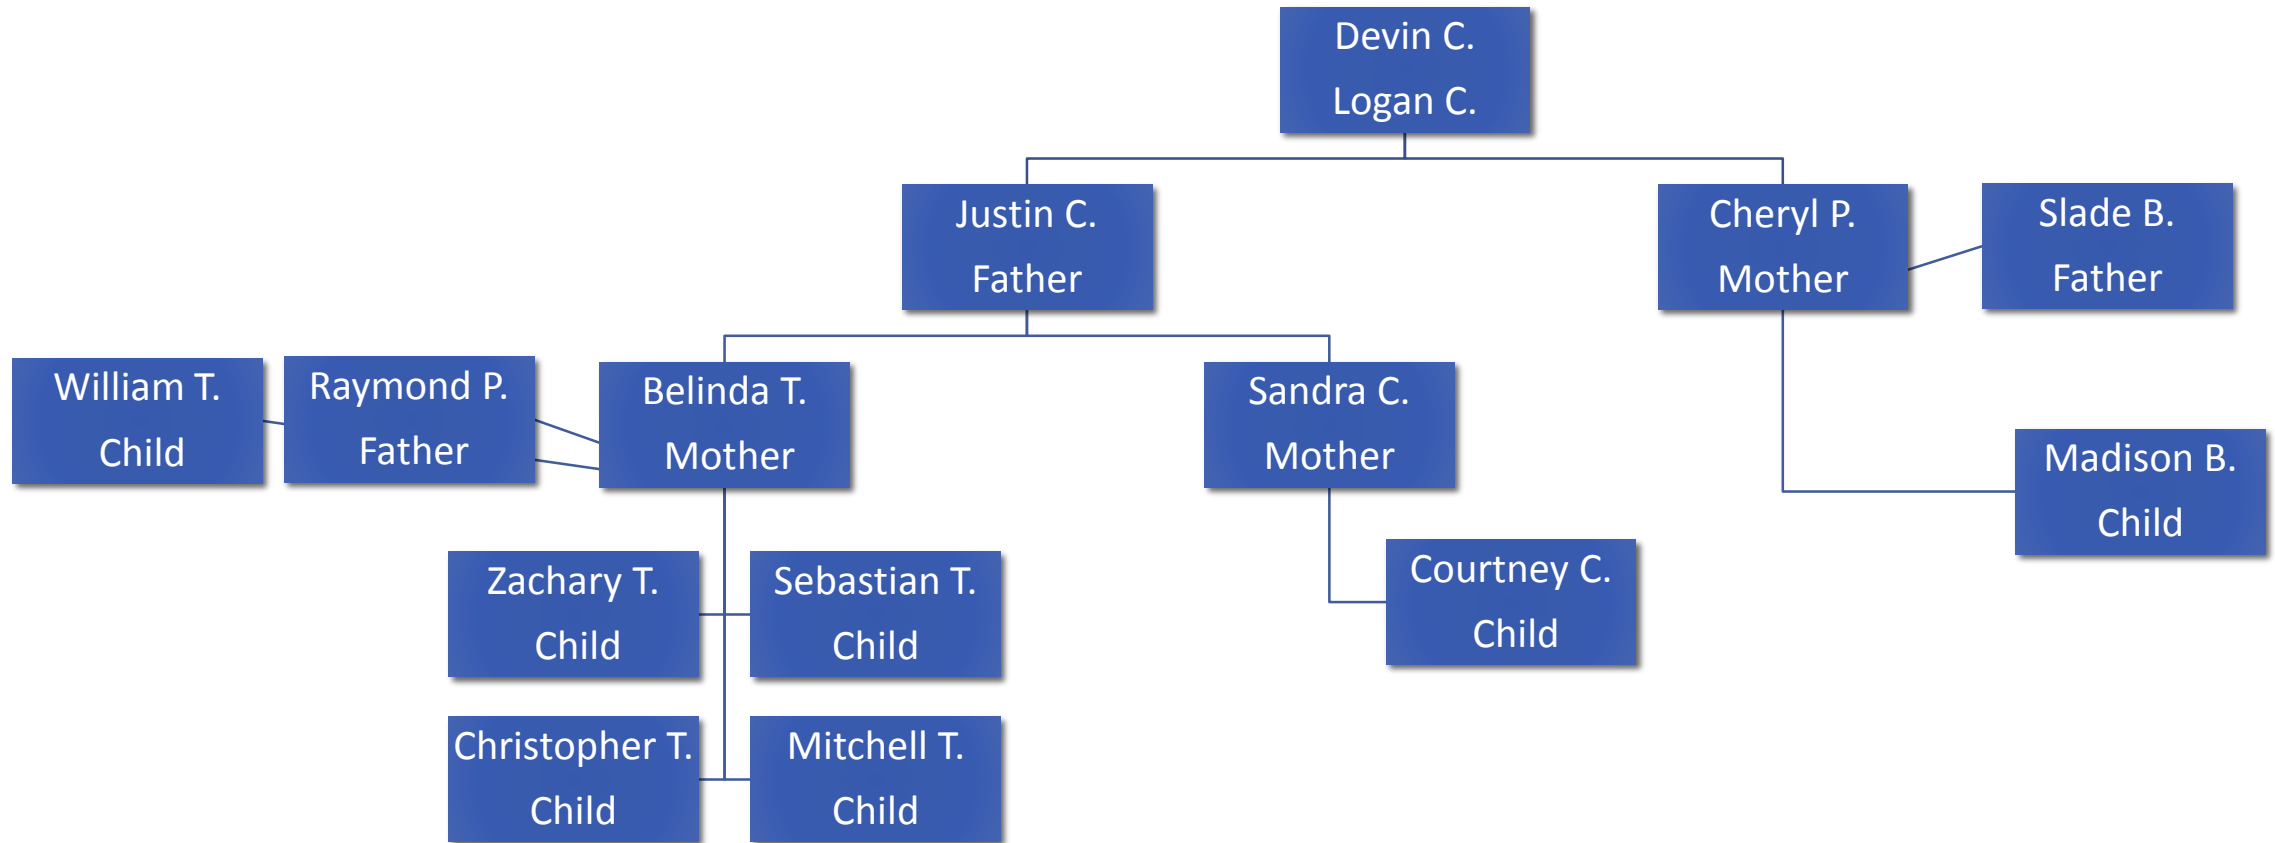 Devin C.
Logan C.
Justin C.
Father
Cheryl P.
Mother
Slade B.
Father
William T.
Child
Raymond P.
Father
Belinda T.
Mother
Sandra C.
Mother
Madison B.
Child
Zachary T.
Child
Sebastian T.
Child
Courtney C.
Child
Christopher T.
Child
Mitchell T.
Child